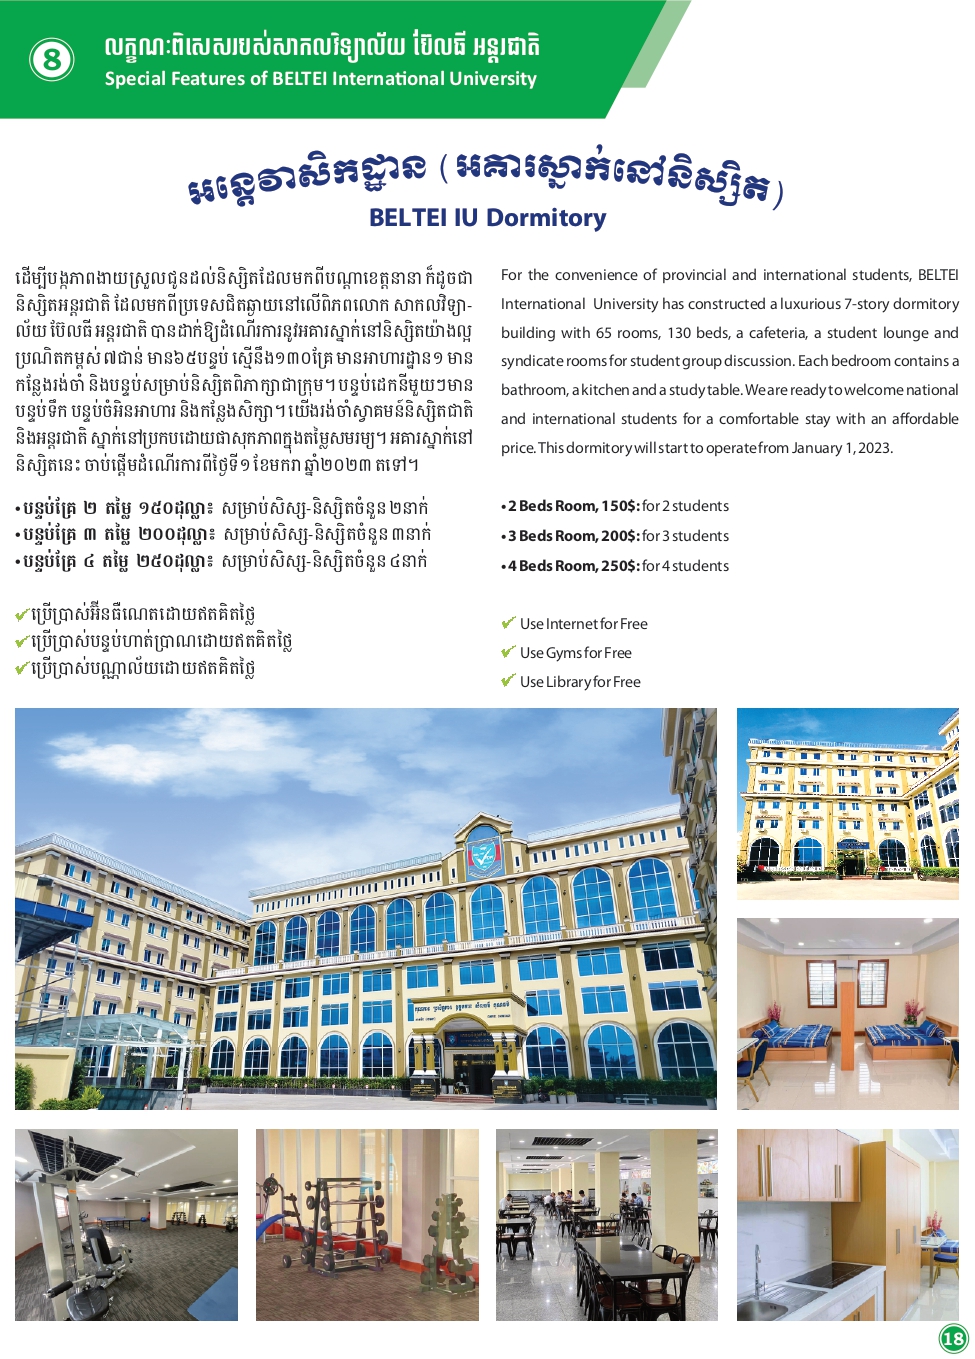 8
លក្ខណៈពិសេសរបស់សាកលវិទ្យាល័យ ប៊ែលធី អន្តរជាតិ
Special Features of BELTEI International University
អន្តេវាសិកដ្ឋាន (អគារស្នាក់នៅនិស្សិត)
BELTEI IU Dormitory
ដើម្បីបង្កភាពងាយស្រួលជូនដល់និស្សិតដែលមកពីបណ្តាខេត្តនានា ក៏ដូចជា
និស្សិតអន្តរជាតិ ដែលមកពីប្រទេសជិតឆ្ងាយនៅលើពិភពលោក សាកលវិទ្យា-
ល័យ ប៊ែលធី អន្តរជាតិ បានដាក់ឱ្យដំណើរការនូវអគារស្នាក់នៅនិស្សិតយ៉ាងល្អ
ប្រណិតកម្ពស់ ៧ជាន់ មាន៦៥បន្ទប់ ស្មើនឹង១៣០គ្រែ មានអាហារដ្ឋាន១ មាន
កន្លែងរង់ចាំ និងបន្ទប់សម្រាប់និស្សិតពិភាក្សាជាក្រុម។ បន្ទប់ដេកនីមួយៗមាន
បន្ទប់ទឹក បន្ទប់ចំអិនអាហារ និងកន្លែងសិក្សា។ យើងរង់ចាំស្វាគមន៍និស្សិតជាតិ
និងអន្តរជាតិ ស្នាក់នៅប្រកបដោយផាសុកភាពក្នុងតម្លៃសមរម្យ។ អគារស្នាក់នៅ
និស្សិតនេះ ចាប់ផ្តើមដំណើរការពីថ្ងៃទី១ ខែមករា ឆ្នាំ២០២៣ តទៅ។
• បន្ទប់គ្រែ ២ តម្លៃ ១៥០ដុល្លា៖ សម្រាប់សិស្ស-និស្សិតចំនួន ២នាក់
• បន្ទប់គ្រែ ៣ តម្លៃ ២០០ដុល្លា៖ សម្រាប់សិស្ស-និស្សិតចំនួន ៣នាក់
• បន្ទប់គ្រែ ៤ តម្លៃ ២៥០ដុល្លា៖ សម្រាប់សិស្ស-និស្សិតចំនួន ៤នាក់
✓ ប្រើប្រាស់អ៊ីនធឺណេតដោយឥតគិតថ្លៃ
✓ ប្រើប្រាស់បន្ទប់ហាត់ប្រាណដោយឥតគិតថ្លៃ
✓ ប្រើប្រាស់បណ្ណាល័យដោយឥតគិតថ្លៃ
For the convenience of provincial and international students, BELTEI
International University has constructed a luxurious 7-story dormitory
building with 65 rooms, 130 beds, a cafeteria, a student lounge and
syndicate rooms for student group discussion. Each bedroom contains a
bathroom, a kitchen and a study table. We are ready to welcome national
and international students for a comfortable stay with an affordable
price. This dormitory will start to operate from January 1, 2023.
• 2 Beds Room, 150$: for 2 students
• 3 Beds Room, 200$: for 3 students
• 4 Beds Room, 250$: for 4 students
✓ Use Internet for Free
✓ Use Gyms for Free
✓ Use Library for Free
18